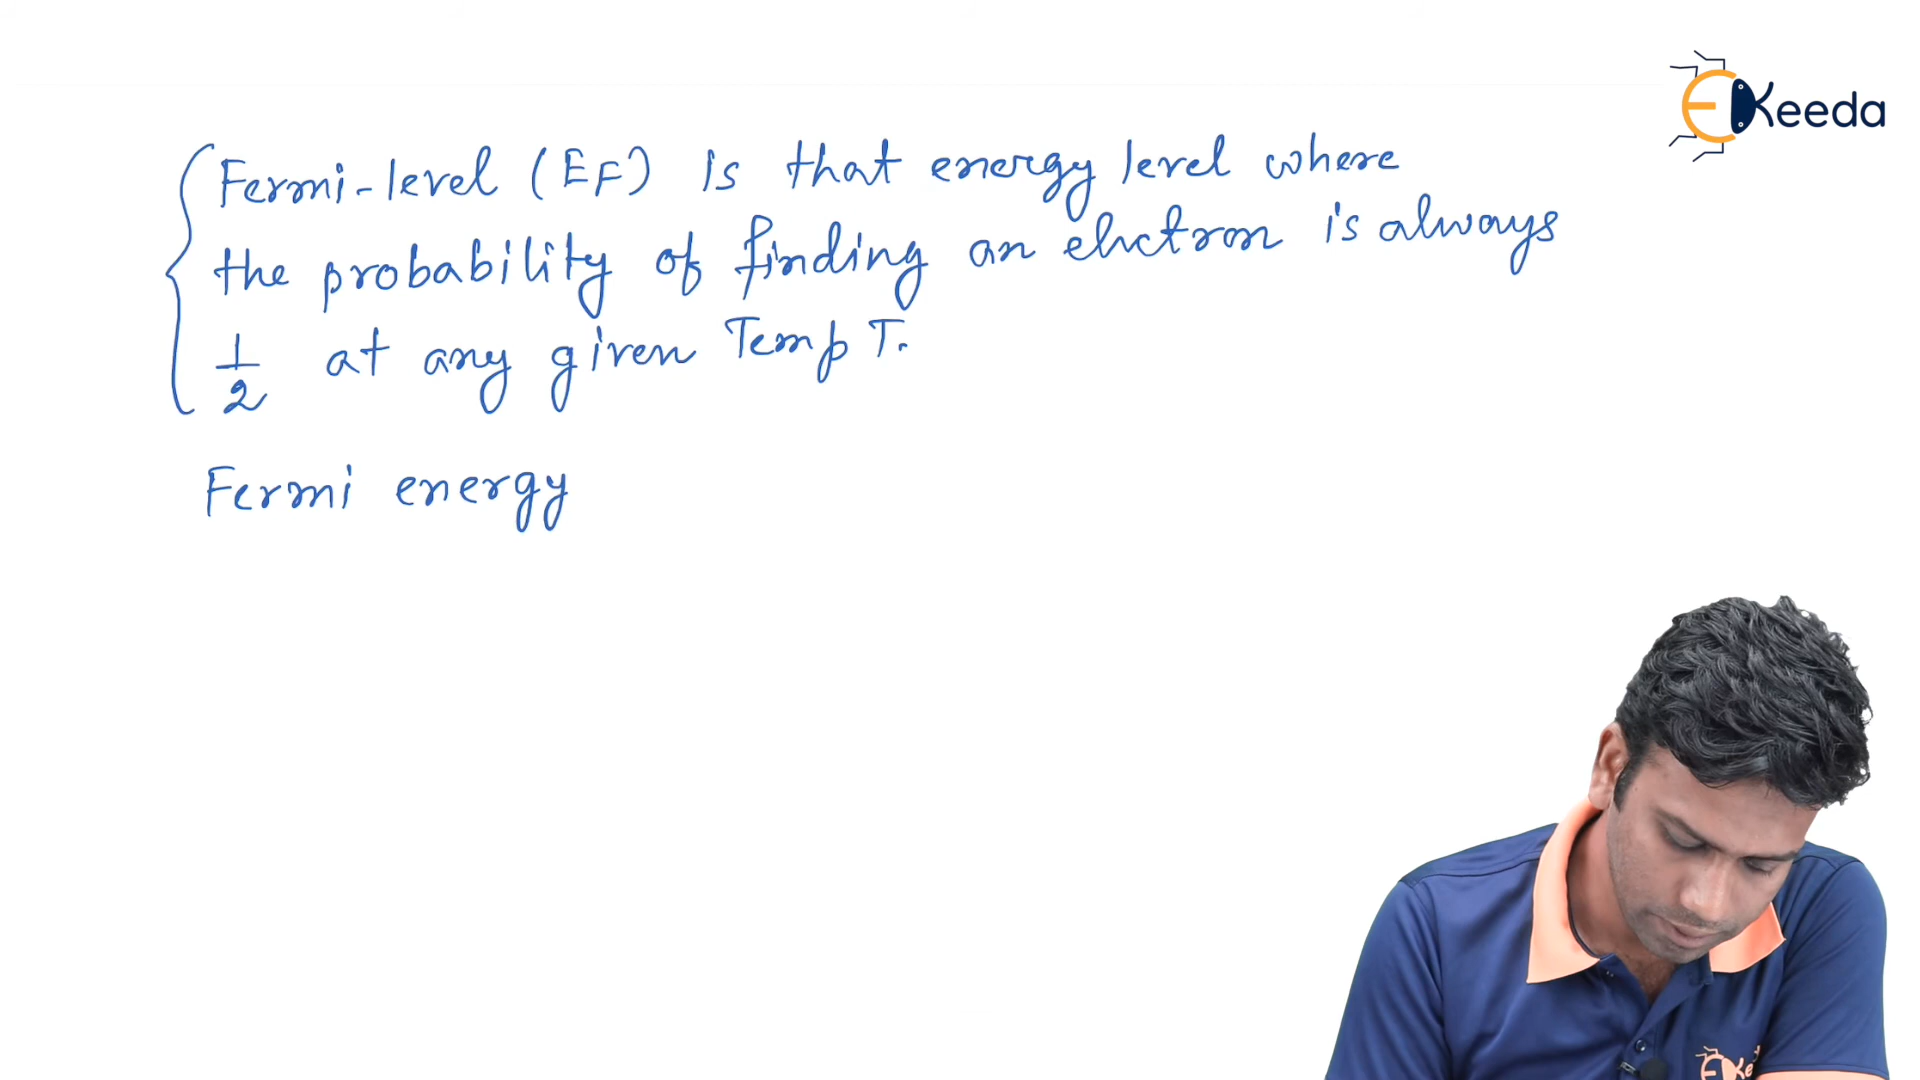 EKeeda
Fermi-level (EF) is that energy level where
the probability of finding an electron is always
1/2 at any given Temp T.
Fermi energy
EKe